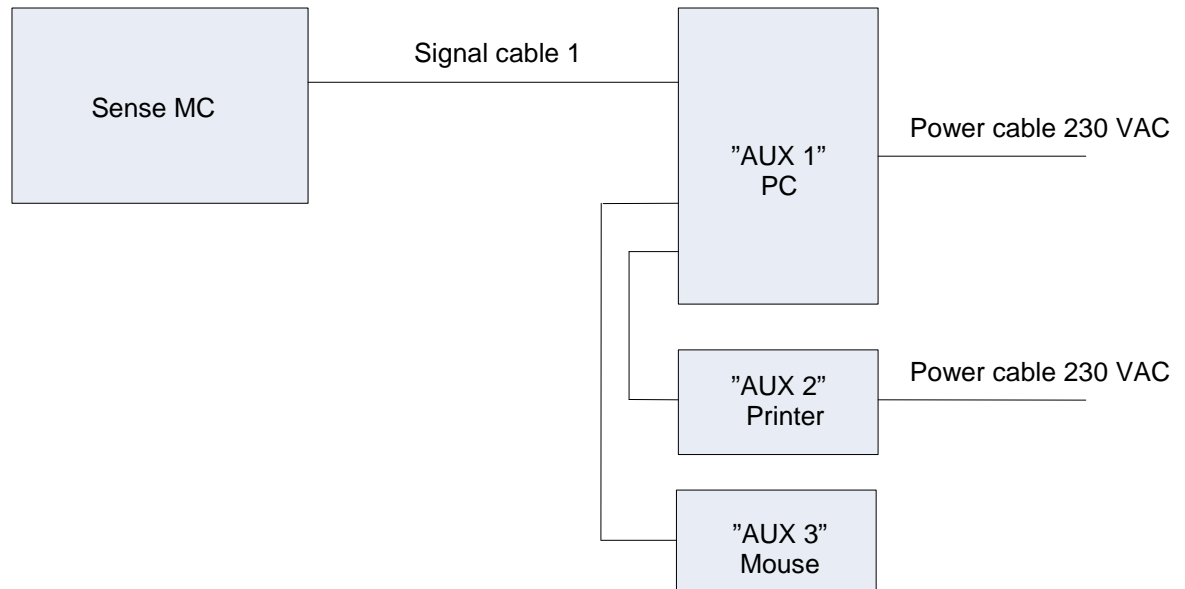 Signal cable 1
Sense MC
”AUX 1”
PC
Power cable 230 VAC
”AUX 2”
Printer
Power cable 230 VAC
”AUX 3”
Mouse